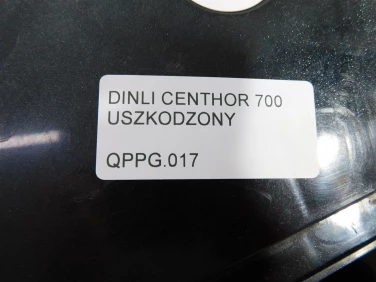 DINLI CENTHOR 700
USZKODZONY
QPPG.017